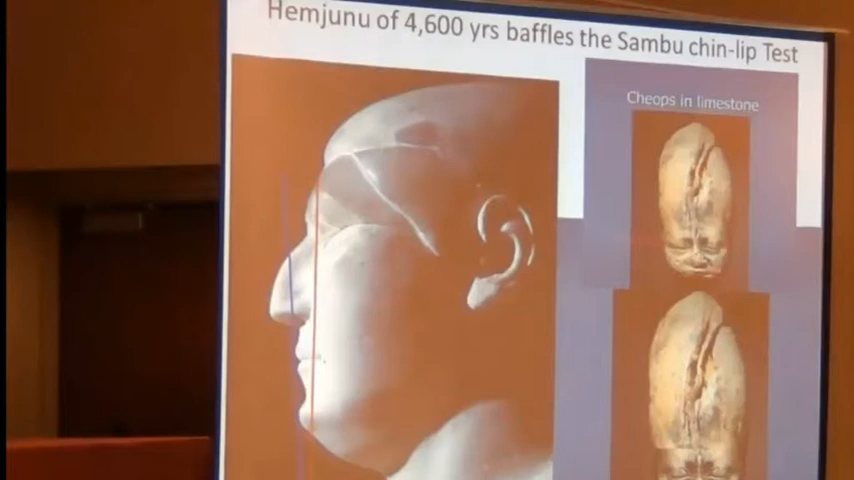 Hemjunu of 4,600 yrs baffles the Sambu chin-lip Test
Cheops in limestone